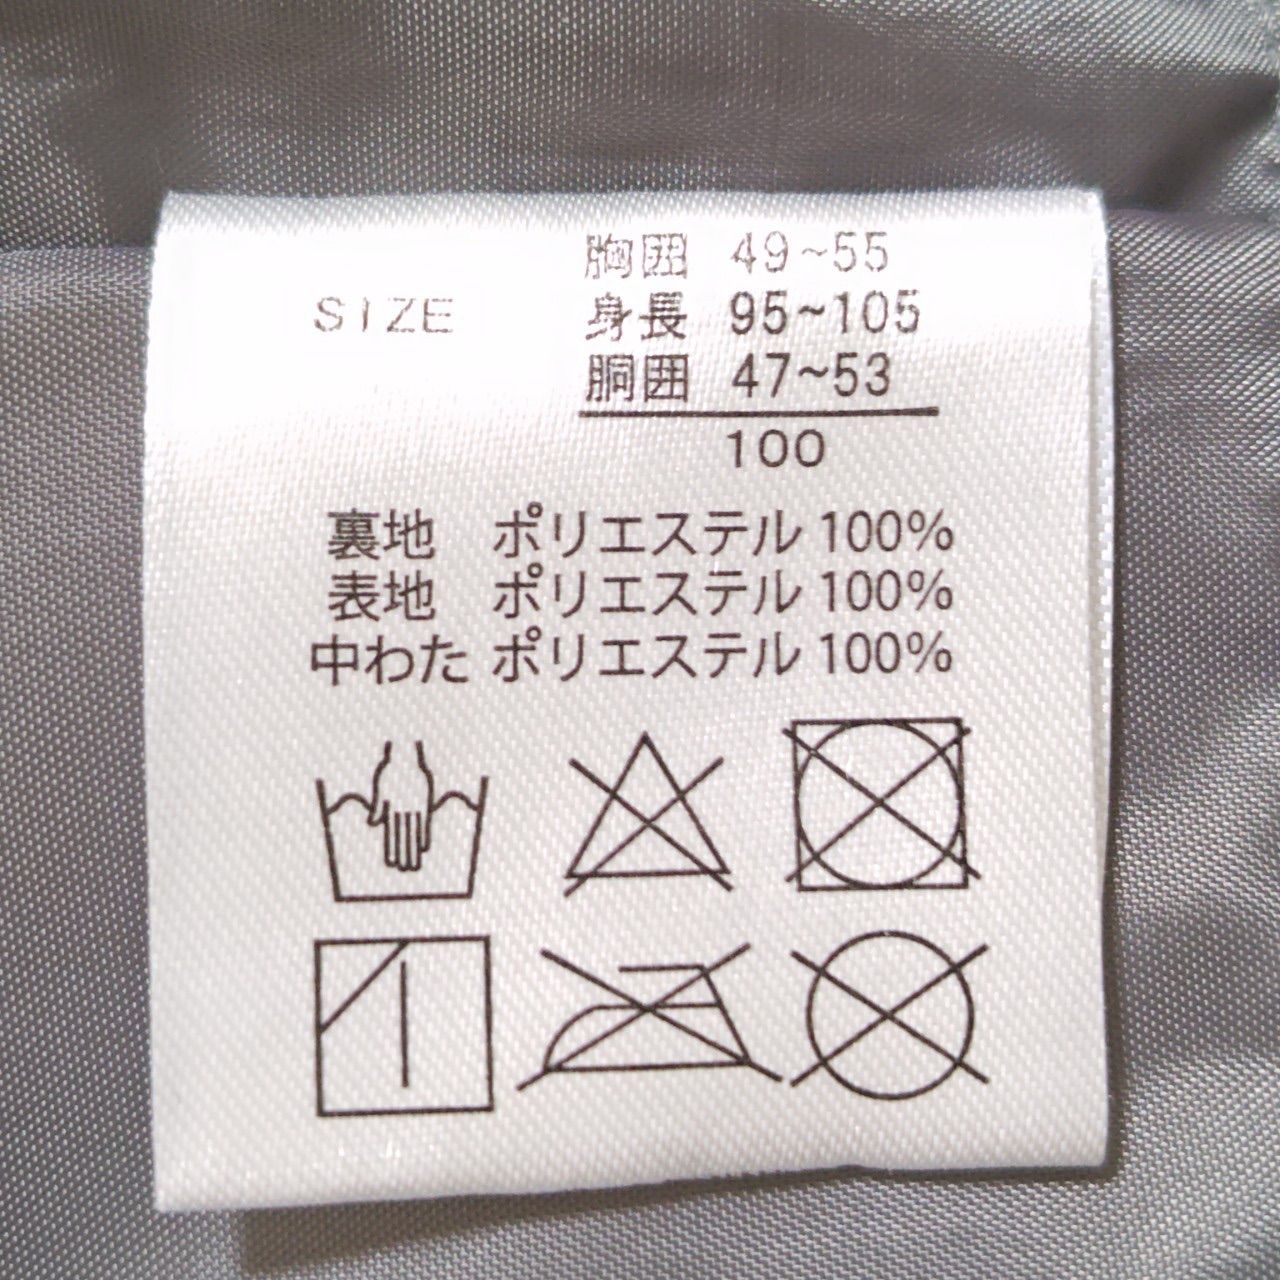 胸囲 49~55
SIZE 身長 95~105
胴囲 47~53
100
裏地 ポリエステル 100%
表地 ポリエステル 100%
中わた ポリエステル 100%